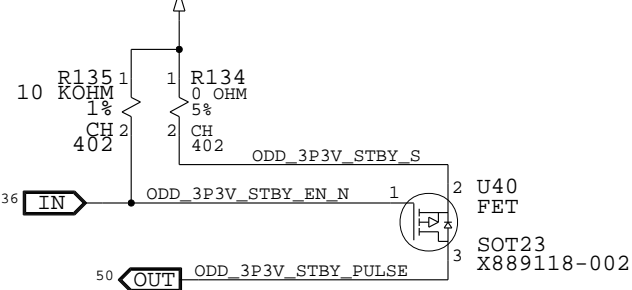 R135 1
10 KOHM
1%
CH 2
402
1 R134
0 OHM
5%
2 CH
402
ODD_3P3V_STBY_S
36 IN
ODD_3P3V_STBY_EN_N
1
2 U40
FET
SOT23
3 X889118-002
50 OUT
ODD_3P3V_STBY_PULSE